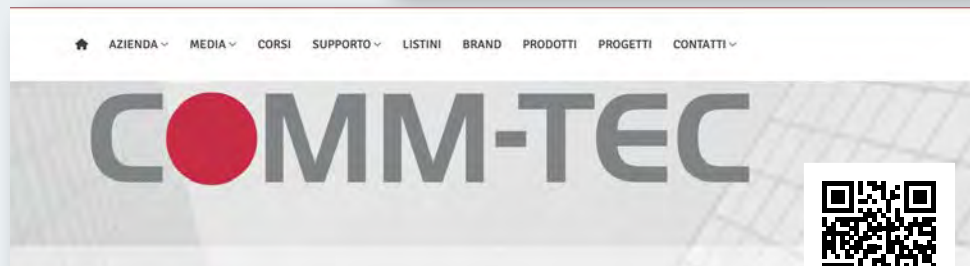 AZIENDA MEDIA CORSI SUPPORTO LISTINI BRAND PRODOTTI PROGETTI CONTATTI
COMM-TEC